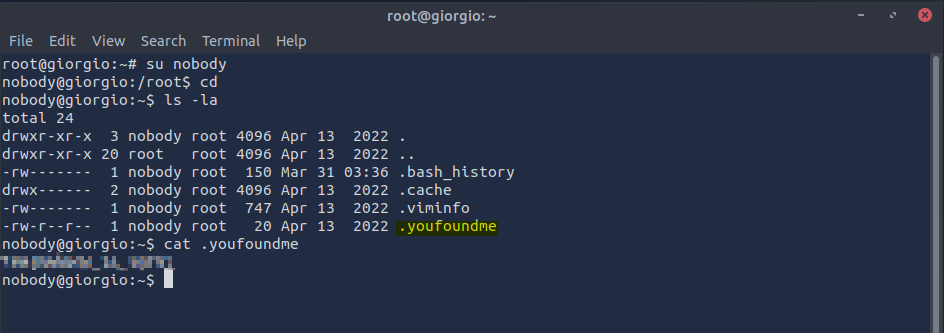 root@giorgio: ~
File Edit View Search Terminal Help
root@giorgio:~# su nobody
nobody@giorgio:/root$ cd
nobody@giorgio:~$ ls -la
total 24
drwxr-xr-x  3 nobody root 4096 Apr 13  2022 .
drwxr-xr-x 20 root   root 4096 Apr 13  2022 ..
-rw-------  1 nobody root  150 Mar 31 03:36 .bash_history
drwx------  2 nobody root 4096 Apr 13  2022 .cache
-rw-------  1 nobody root  747 Apr 13  2022 .viminfo
-rw-r--r--  1 nobody root   20 Apr 13  2022 .youfoundme
nobody@giorgio:~$ cat .youfoundme
nobody@giorgio:~$